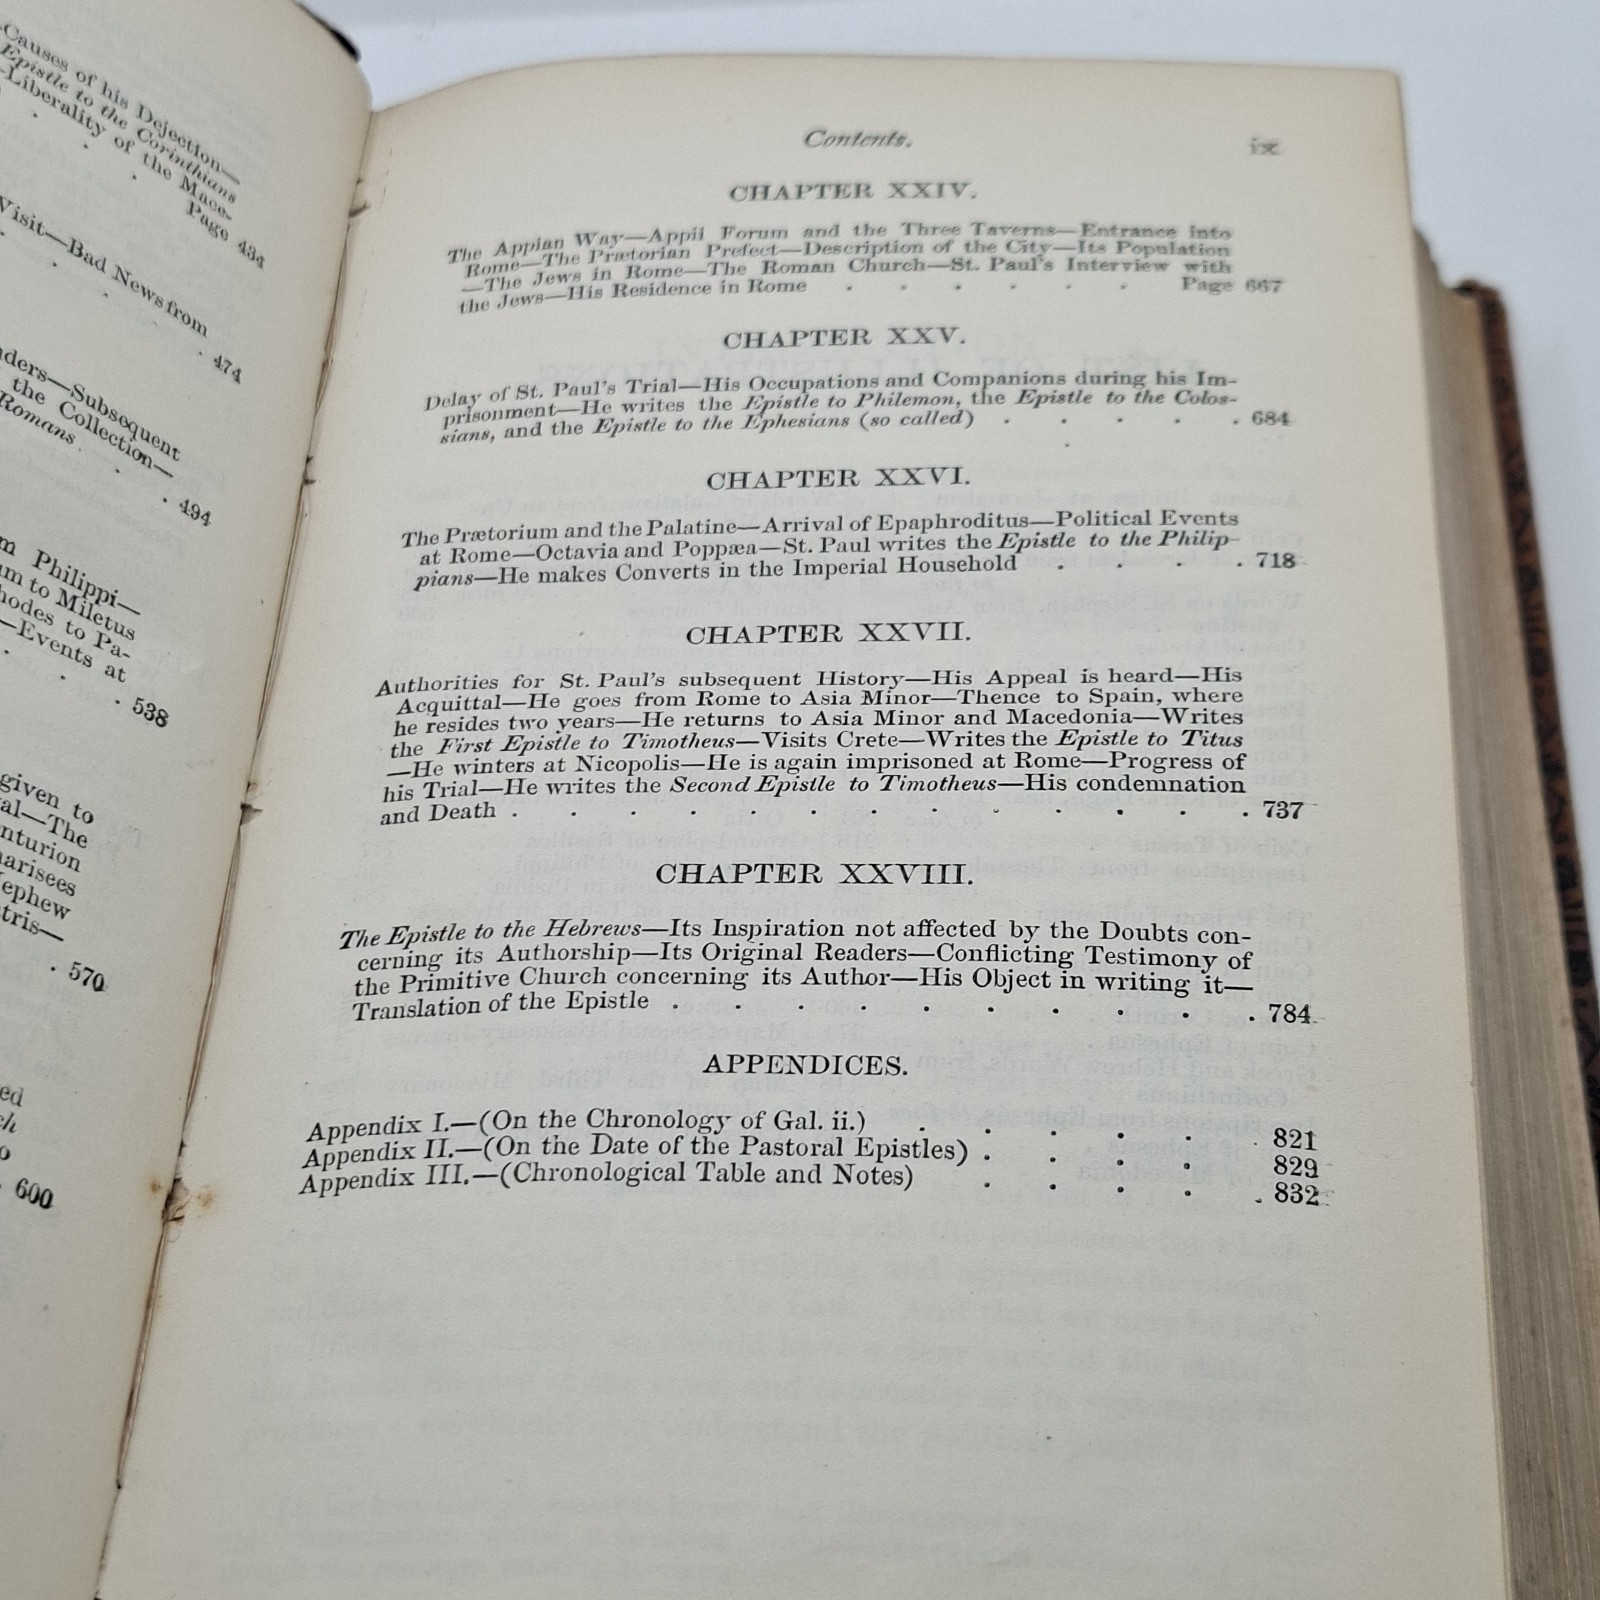 Causes of his Dejection—
Epistle to the Corinthians
—Liberality of the Mace-
Page 434
Visit—Bad News from
. 474
—Subsequent
the Collection—
Romans
. 494
Philippi—
to Miletus
to Pa-
—Events at
. 538
given to
—The
. 570
. 600
Contents. ix
CHAPTER XXIV.
The Appian Way—Appii Forum and the Three Taverns—Entrance into
Rome—The Prætorian Prefect—Description of the City—Its Population
—The Jews in Rome—The Roman Church—St. Paul's Interview with
the Jews—His Residence in Rome . . . . . . Page 667
CHAPTER XXV.
Delay of St. Paul's Trial—His Occupations and Companions during his Im-
prisonment—He writes the Epistle to Philemon, the Epistle to the Colos-
sians, and the Epistle to the Ephesians (so called) . . . . . 684
CHAPTER XXVI.
The Prætorium and the Palatine—Arrival of Epaphroditus—Political Events
at Rome—Octavia and Poppæa—St. Paul writes the Epistle to the Philip-
pians—He makes Converts in the Imperial Household . . . . 718
CHAPTER XXVII.
Authorities for St. Paul's subsequent History—His Appeal is heard—His
Acquittal—He goes from Rome to Asia Minor—Thence to Spain, where
he resides two years—He returns to Asia Minor and Macedonia—Writes
the First Epistle to Timotheus—Visits Crete—Writes the Epistle to Titus
—He winters at Nicopolis—He is again imprisoned at Rome—Progress of
his Trial—He writes the Second Epistle to Timotheus—His condemnation
and Death . . . . . . . . . . . . . 737
CHAPTER XXVIII.
The Epistle to the Hebrews—Its Inspiration not affected by the Doubts con-
cerning its Authorship—Its Original Readers—Conflicting Testimony of
the Primitive Church concerning its Author—His Object in writing it—
Translation of the Epistle . . . . . . . . . . 784
APPENDICES.
Appendix I.—(On the Chronology of Gal. ii.) . . . . . 821
Appendix II.—(On the Date of the Pastoral Epistles) . . . . 829
Appendix III.—(Chronological Table and Notes) . . . . . 832